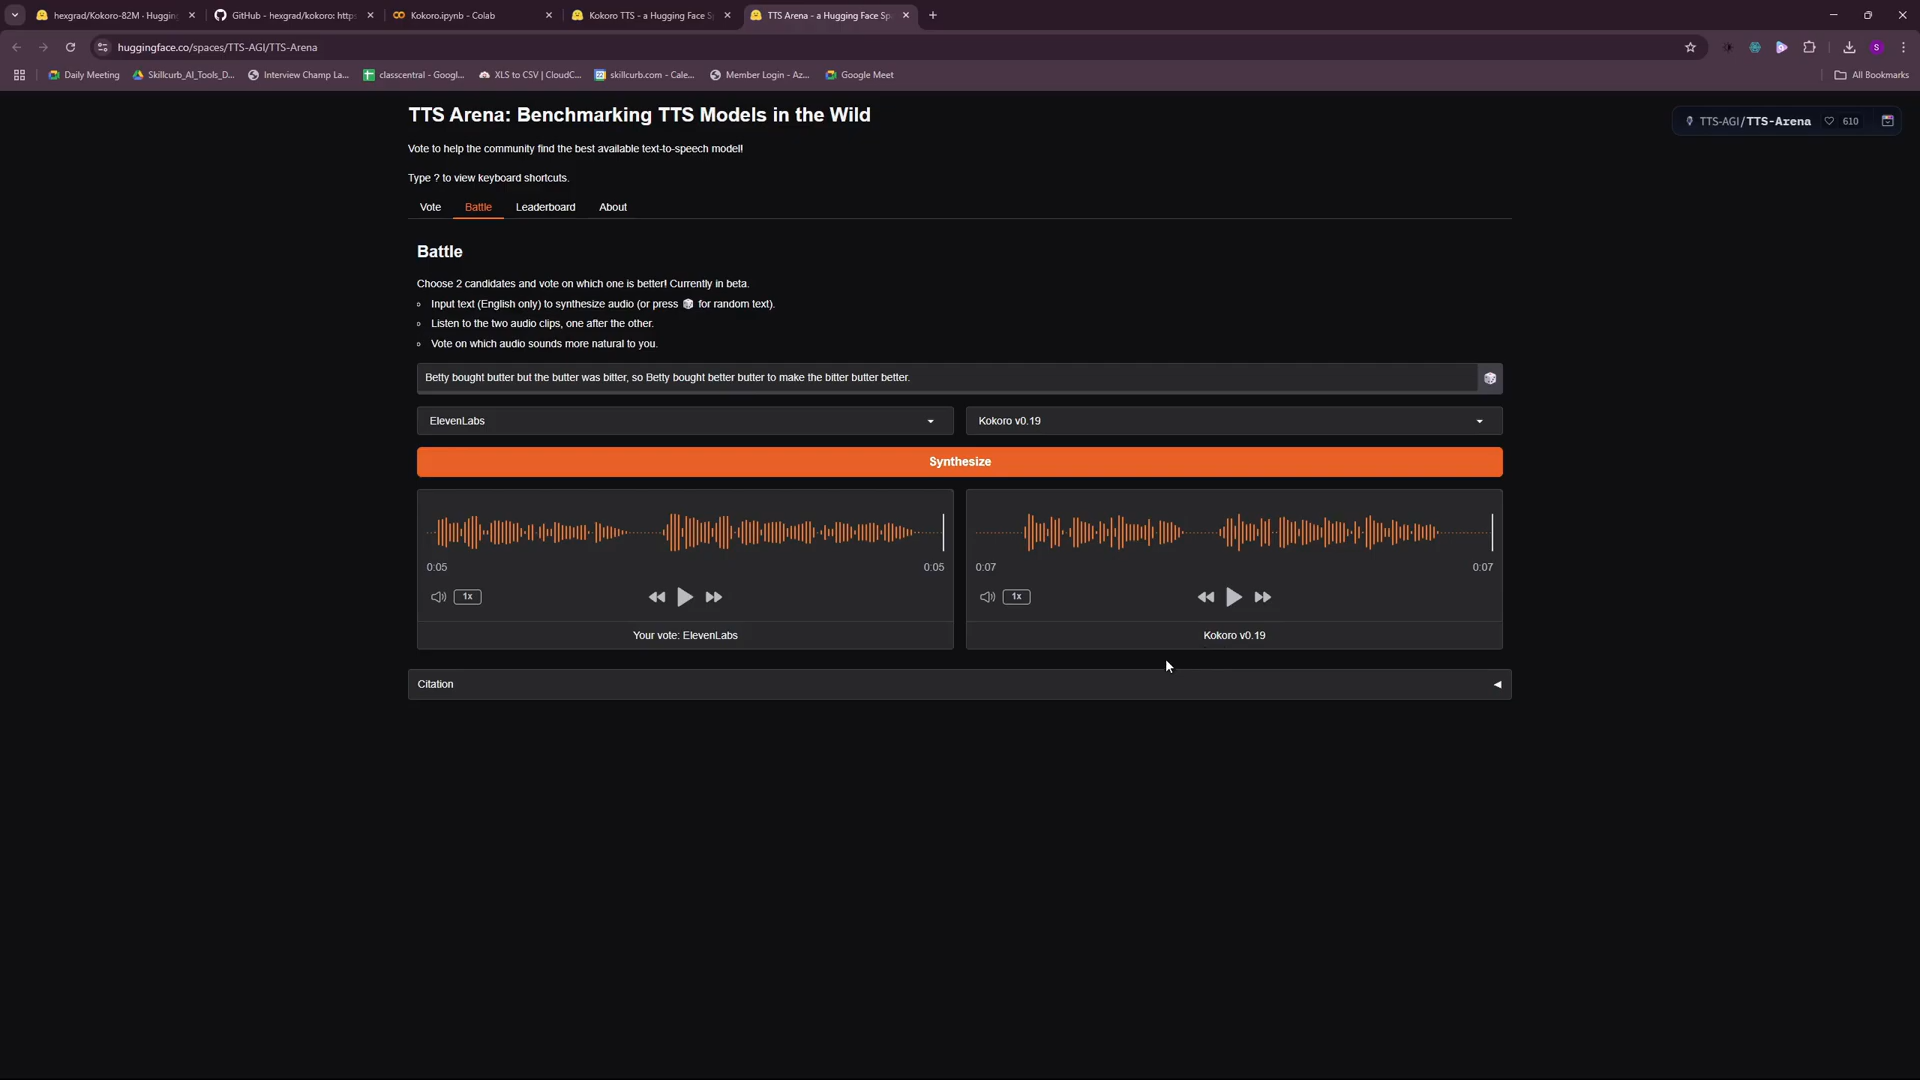 hexgrad/Kokoro-82M · Hugging
GitHub - hexgrad/kokoro: https
Kokoro.ipynb - Colab
Kokoro TTS - a Hugging Face S
TTS Arena - a Hugging Face Sp
huggingface.co/spaces/TTS-AGI/TTS-Arena
S
Daily Meeting
Skillcurb_AI_Tools_D...
Interview Champ La...
classcentral - Googl...
XLS to CSV | CloudC...
skillcurb.com - Cale...
Member Login - Az...
Google Meet
All Bookmarks
TTS Arena: Benchmarking TTS Models in the Wild
TTS-AGI/TTS-Arena 610
Vote to help the community find the best available text-to-speech model!
Type ? to view keyboard shortcuts.
Vote Battle Leaderboard About
Battle
Choose 2 candidates and vote on which one is better! Currently in beta.
Input text (English only) to synthesize audio (or press 🎲 for random text).
Listen to the two audio clips, one after the other.
Vote on which audio sounds more natural to you.
Betty bought butter but the butter was bitter, so Betty bought better butter to make the bitter butter better.
ElevenLabs
Kokoro v0.19
Synthesize
0:05 0:05
0:07 0:07
1x
1x
Your vote: ElevenLabs
Kokoro v0.19
Citation